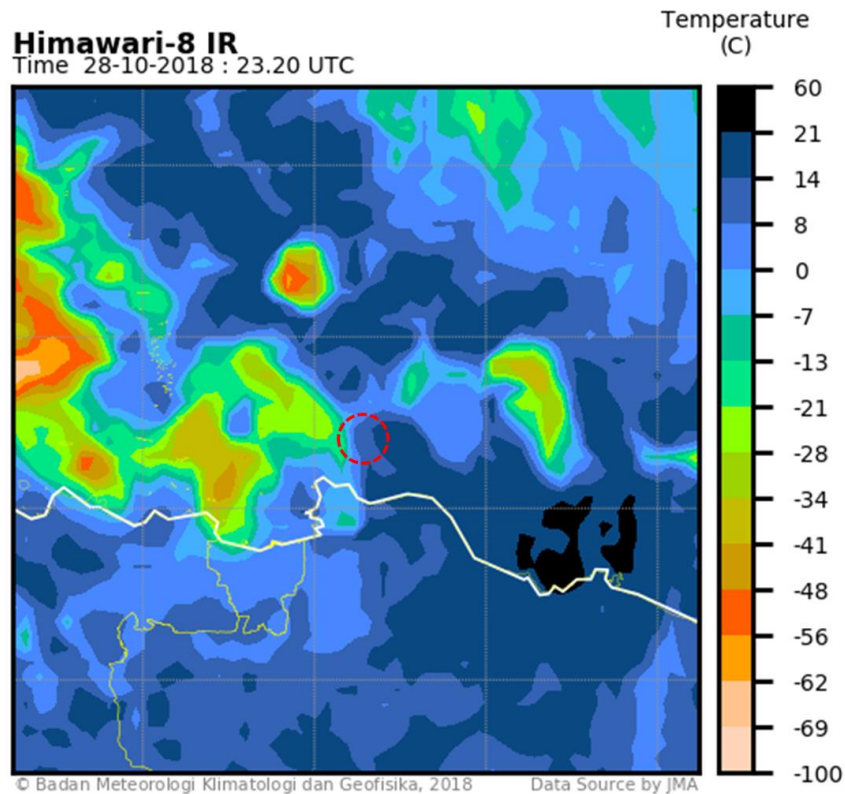 Temperature
(C)
Himawari-8 IR
Time 28-10-2018 : 23.20 UTC
60
21
14
8
0
-7
-13
-21
-28
-34
-41
-48
-56
-62
-69
-100
© Badan Meteorologi Klimatologi dan Geofisika, 2018
Data Source by JMA